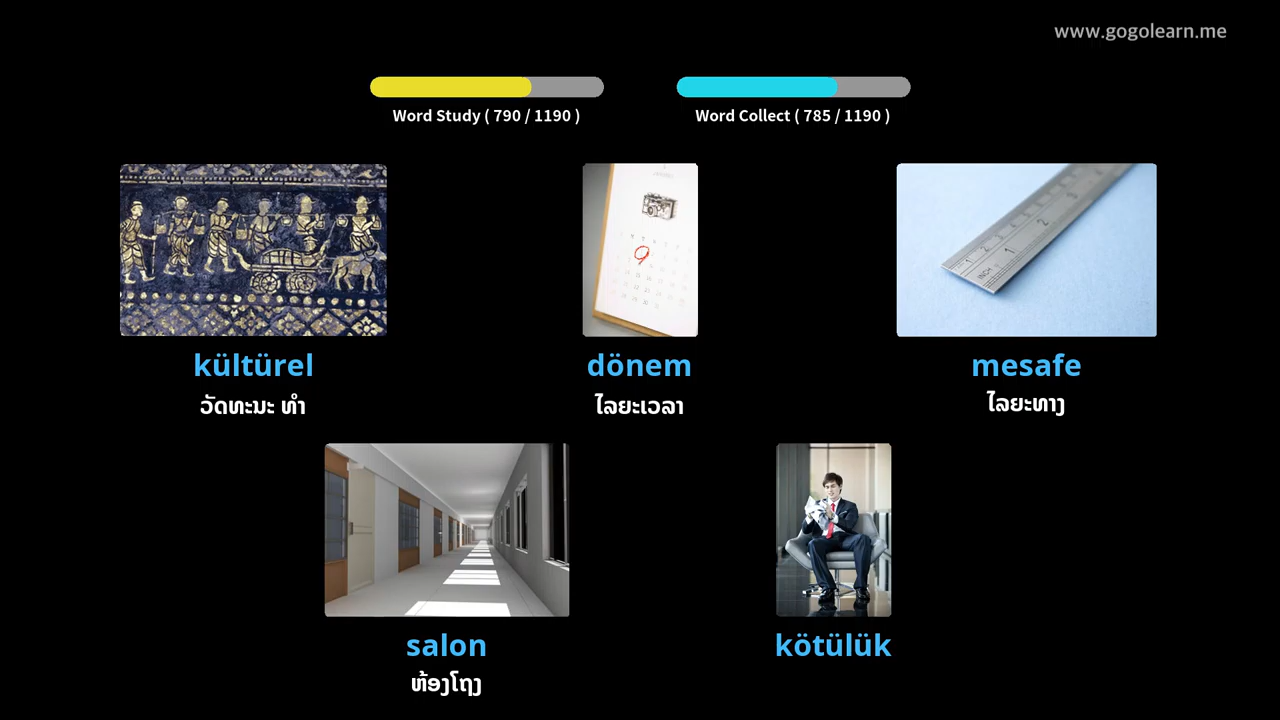 www.gogolearn.me
Word Study ( 790 / 1190 )
Word Collect ( 785 / 1190 )
kültürel
ວັດທະນະ ທຳ
dönem
ໄລຍະເວລາ
mesafe
ໄລຍະທາງ
salon
ຫ້ອງໂຖງ
kötülük